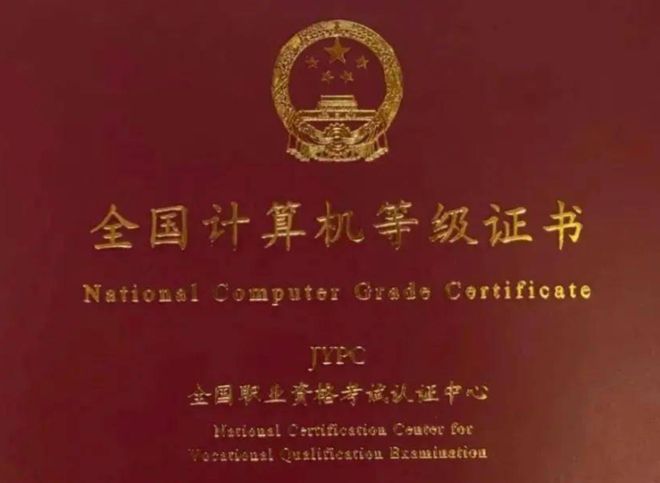 全国计算机等级证书
National Computer Grade Certificate
JYPC
全国职业资格考试认证中心
National Certification Center for
Vocational Qualification Examination